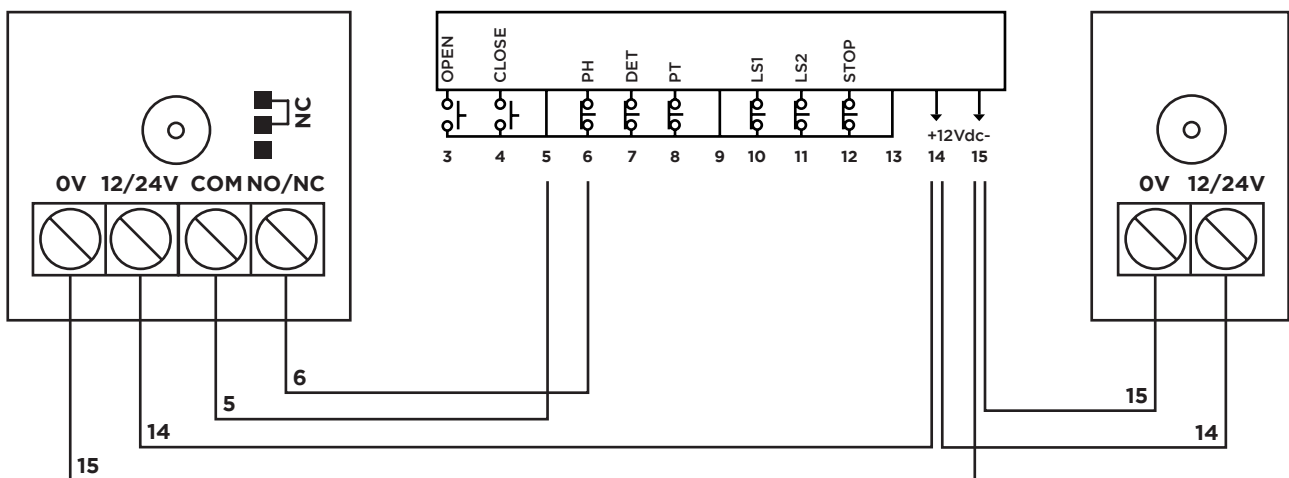 OPEN
CLOSE
PH
DET
PT
LS1
LS2
STOP
NC
+12Vdc-
3 4 5 6 7 8 9 10 11 12 13 14 15
0V 12/24V COM NO/NC
0V 12/24V
6
5
14
15
15
14